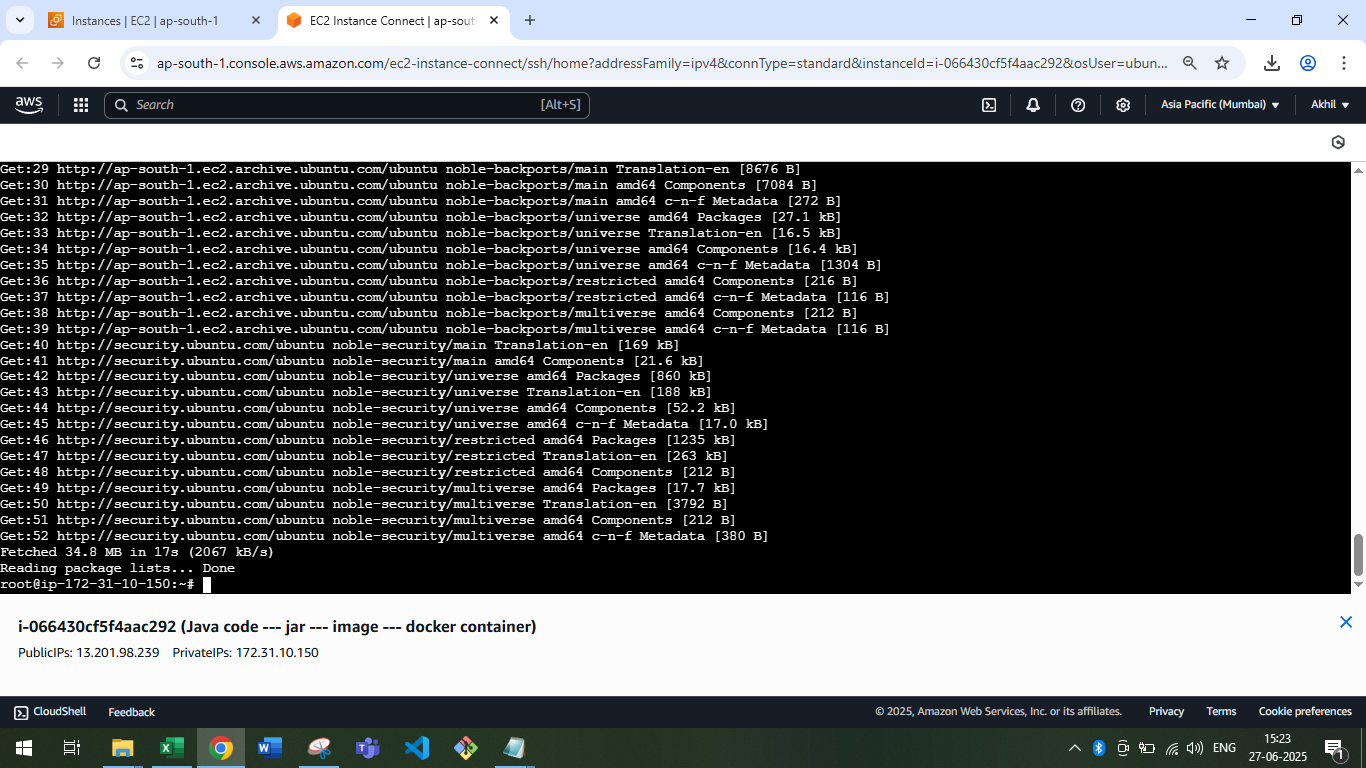 Instances | EC2 | ap-south-1
EC2 Instance Connect | ap-sout
ap-south-1.console.aws.amazon.com/ec2-instance-connect/ssh/home?addressFamily=ipv4&connType=standard&instanceId=i-066430cf5f4aac292&osUser=ubun...
aws
Search
[Alt+S]
Asia Pacific (Mumbai)
Akhil
Get:29 http://ap-south-1.ec2.archive.ubuntu.com/ubuntu noble-backports/main Translation-en [8676 B]
Get:30 http://ap-south-1.ec2.archive.ubuntu.com/ubuntu noble-backports/main amd64 Components [7084 B]
Get:31 http://ap-south-1.ec2.archive.ubuntu.com/ubuntu noble-backports/main amd64 c-n-f Metadata [272 B]
Get:32 http://ap-south-1.ec2.archive.ubuntu.com/ubuntu noble-backports/universe amd64 Packages [27.1 kB]
Get:33 http://ap-south-1.ec2.archive.ubuntu.com/ubuntu noble-backports/universe Translation-en [16.5 kB]
Get:34 http://ap-south-1.ec2.archive.ubuntu.com/ubuntu noble-backports/universe amd64 Components [16.4 kB]
Get:35 http://ap-south-1.ec2.archive.ubuntu.com/ubuntu noble-backports/universe amd64 c-n-f Metadata [1304 B]
Get:36 http://ap-south-1.ec2.archive.ubuntu.com/ubuntu noble-backports/restricted amd64 Components [216 B]
Get:37 http://ap-south-1.ec2.archive.ubuntu.com/ubuntu noble-backports/restricted amd64 c-n-f Metadata [116 B]
Get:38 http://ap-south-1.ec2.archive.ubuntu.com/ubuntu noble-backports/multiverse amd64 Components [212 B]
Get:39 http://ap-south-1.ec2.archive.ubuntu.com/ubuntu noble-backports/multiverse amd64 c-n-f Metadata [116 B]
Get:40 http://security.ubuntu.com/ubuntu noble-security/main Translation-en [169 kB]
Get:41 http://security.ubuntu.com/ubuntu noble-security/main amd64 Components [21.6 kB]
Get:42 http://security.ubuntu.com/ubuntu noble-security/universe amd64 Packages [860 kB]
Get:43 http://security.ubuntu.com/ubuntu noble-security/universe Translation-en [188 kB]
Get:44 http://security.ubuntu.com/ubuntu noble-security/universe amd64 Components [52.2 kB]
Get:45 http://security.ubuntu.com/ubuntu noble-security/universe amd64 c-n-f Metadata [17.0 kB]
Get:46 http://security.ubuntu.com/ubuntu noble-security/restricted amd64 Packages [1235 kB]
Get:47 http://security.ubuntu.com/ubuntu noble-security/restricted Translation-en [263 kB]
Get:48 http://security.ubuntu.com/ubuntu noble-security/restricted amd64 Components [212 B]
Get:49 http://security.ubuntu.com/ubuntu noble-security/multiverse amd64 Packages [17.7 kB]
Get:50 http://security.ubuntu.com/ubuntu noble-security/multiverse Translation-en [3792 B]
Get:51 http://security.ubuntu.com/ubuntu noble-security/multiverse amd64 Components [212 B]
Get:52 http://security.ubuntu.com/ubuntu noble-security/multiverse amd64 c-n-f Metadata [380 B]
Fetched 34.8 MB in 17s (2067 kB/s)
Reading package lists... Done
root@ip-172-31-10-150:~#
i-066430cf5f4aac292 (Java code --- jar --- image --- docker container)
PublicIPs: 13.201.98.239 PrivateIPs: 172.31.10.150
CloudShell
Feedback
© 2025, Amazon Web Services, Inc. or its affiliates.
Privacy
Terms
Cookie preferences
ENG
15:23
27-06-2025
1